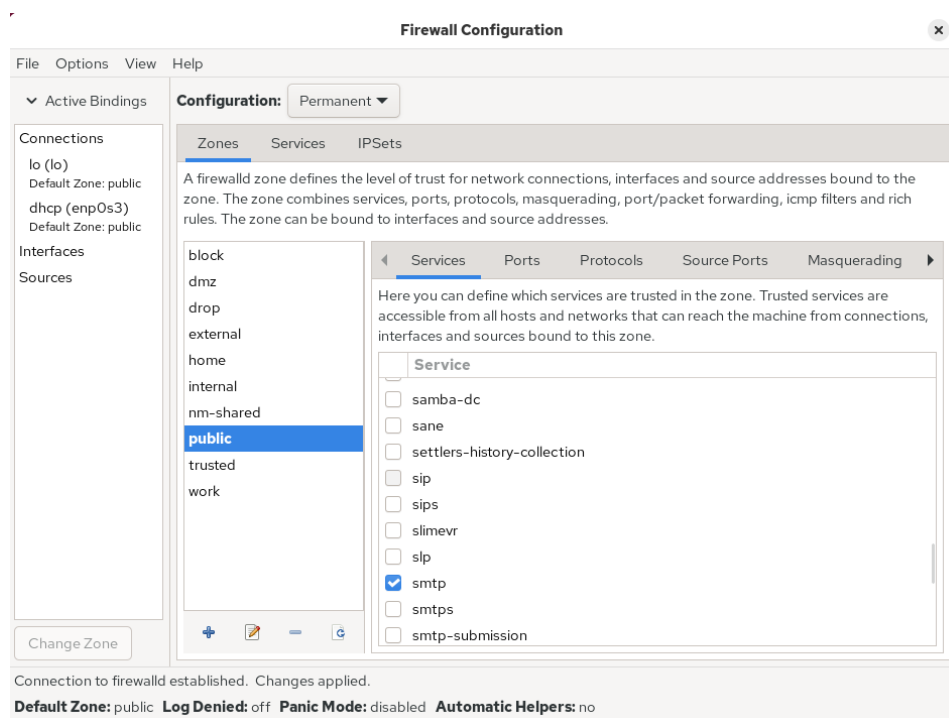 Firewall Configuration
File Options View Help
Active Bindings
Configuration: Permanent
Connections
lo (lo)
Default Zone: public
dhcp (enp0s3)
Default Zone: public
Interfaces
Sources
Change Zone
Zones Services IPSets
A firewalld zone defines the level of trust for network connections, interfaces and source addresses bound to the
zone. The zone combines services, ports, protocols, masquerading, port/packet forwarding, icmp filters and rich
rules. The zone can be bound to interfaces and source addresses.
block
dmz
drop
external
home
internal
nm-shared
public
trusted
work
Services Ports Protocols Source Ports Masquerading
Here you can define which services are trusted in the zone. Trusted services are
accessible from all hosts and networks that can reach the machine from connections,
interfaces and sources bound to this zone.
Service
samba-dc
sane
settlers-history-collection
sip
sips
slimevr
slp
smtp
smtps
smtp-submission
Connection to firewalld established. Changes applied.
Default Zone: public Log Denied: off Panic Mode: disabled Automatic Helpers: no